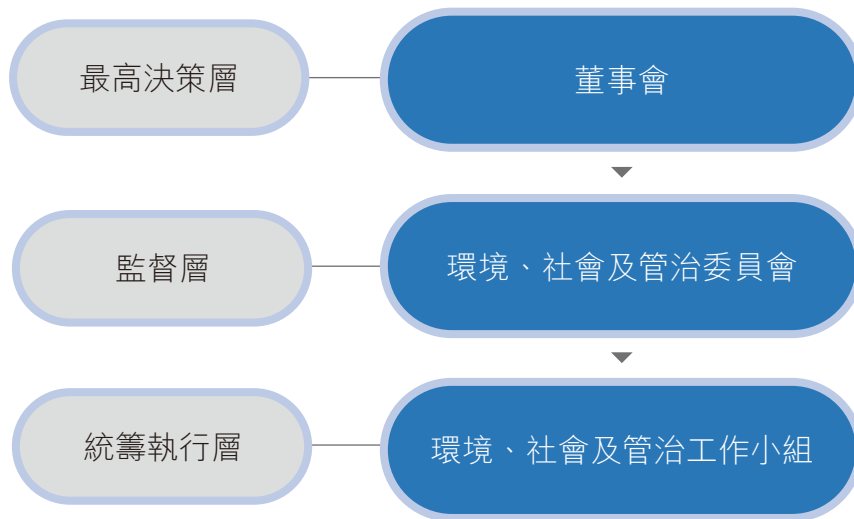 最高決策層
董事會
監督層
環境、社會及管治委員會
統籌執行層
環境、社會及管治工作小組